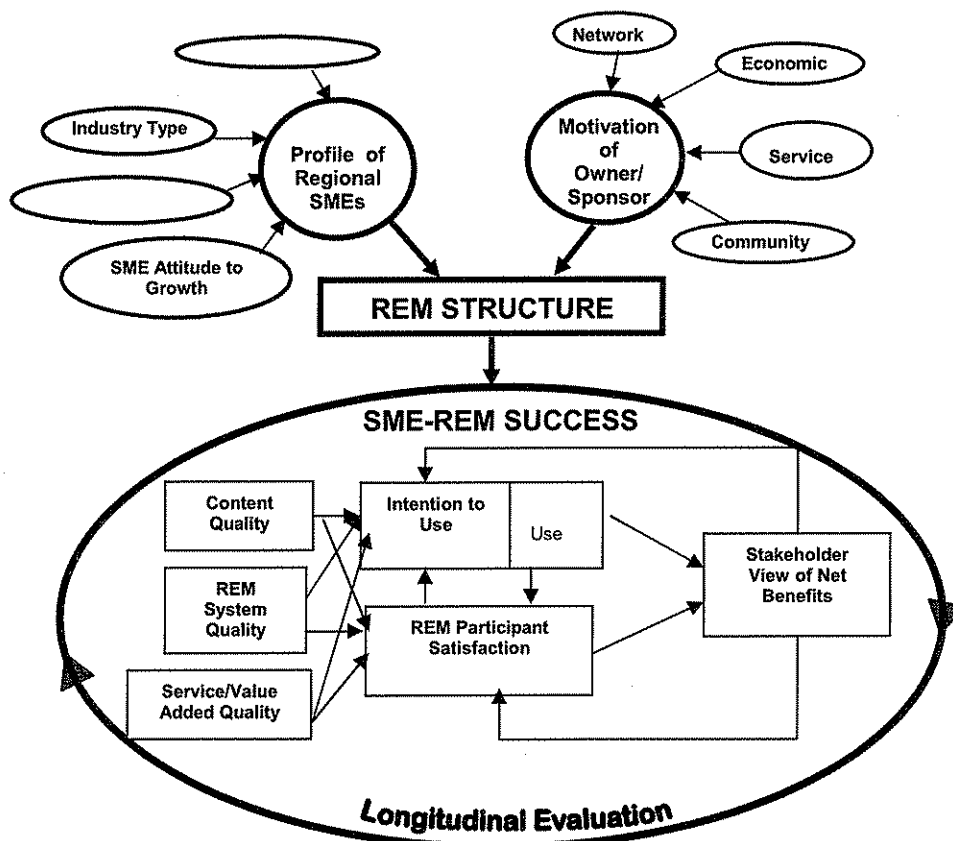 Network
Economic
Industry Type
Profile of
Regional
SMEs
Motivation
of
Owner/
Sponsor
Service
SME Attitude to
Growth
Community
REM STRUCTURE
SME-REM SUCCESS
Content
Quality
Intention to
Use
Use
Stakeholder
View of Net
Benefits
REM
System
Quality
REM Participant
Satisfaction
Service/Value
Added Quality
Longitudinal Evaluation